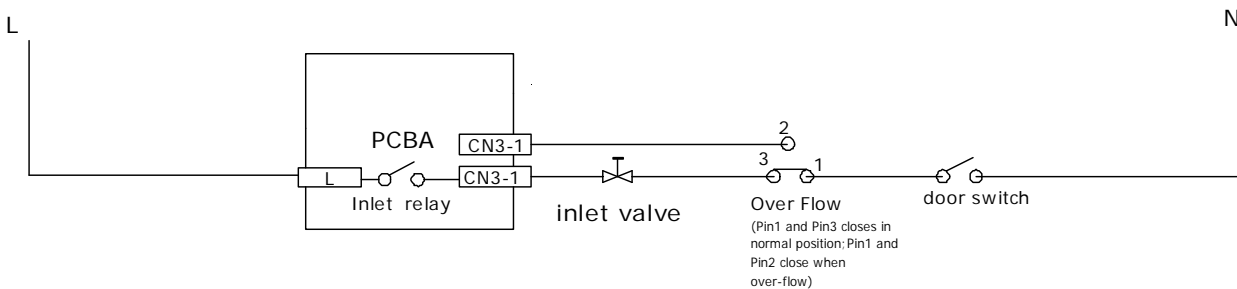 L
N
PCBA
CN3-1
2
3
1
L
CN3-1
Inlet relay
inlet valve
Over Flow
door switch
(Pin1 and Pin3 closes in
normal position;Pin1 and
Pin2 close when
over-flow)